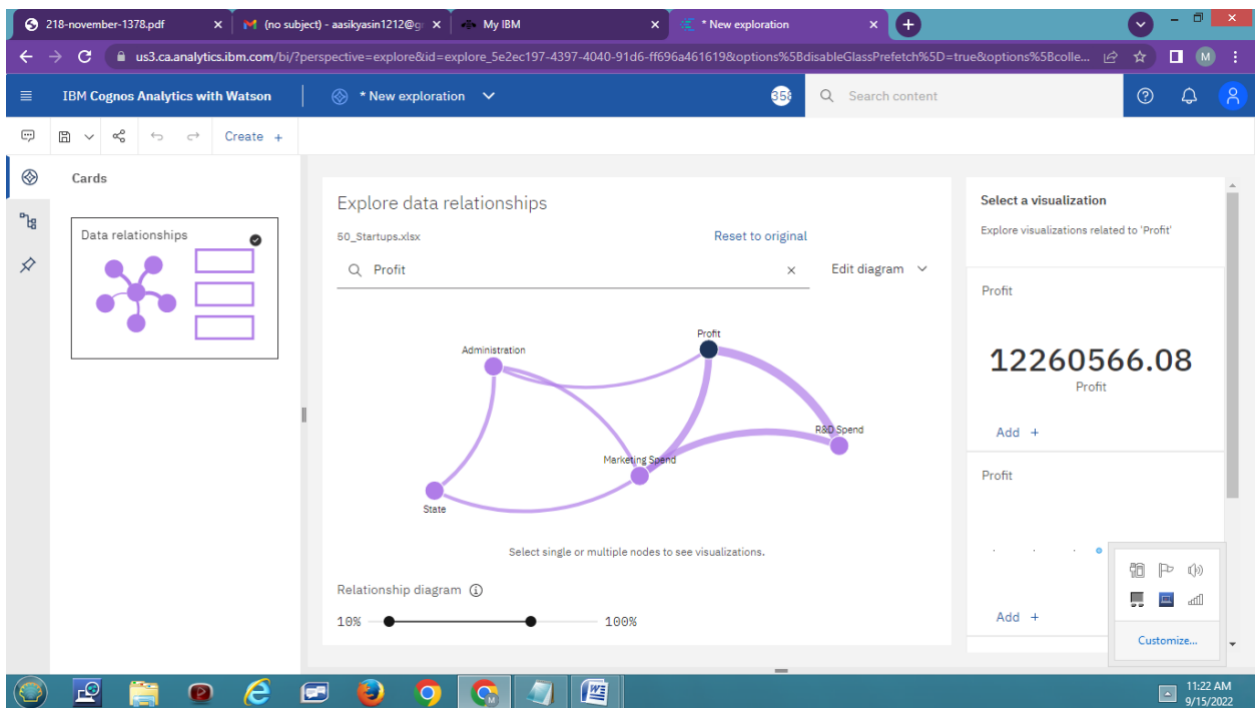 218-november-1378.pdf
(no subject) - aasikyasin1212@g
My IBM
* New exploration
us3.ca.analytics.ibm.com/bi/?perspective=explore&id=explore_5e2ec197-4397-4040-91d6-ff696a461619&options%5BdisableGlassPrefetch%5D=true&options%5Bcolle...
M
IBM Cognos Analytics with Watson
* New exploration
358
Search content
Create +
Cards
Data relationships
Explore data relationships
50_Startups.xlsx
Reset to original
Profit
Edit diagram
Profit
Administration
R&D Spend
Marketing Spend
State
Select single or multiple nodes to see visualizations.
Relationship diagram
10%
100%
Select a visualization
Explore visualizations related to 'Profit'
Profit
12260566.08
Profit
Add +
Profit
Add +
Customize...
11:22 AM
9/15/2022